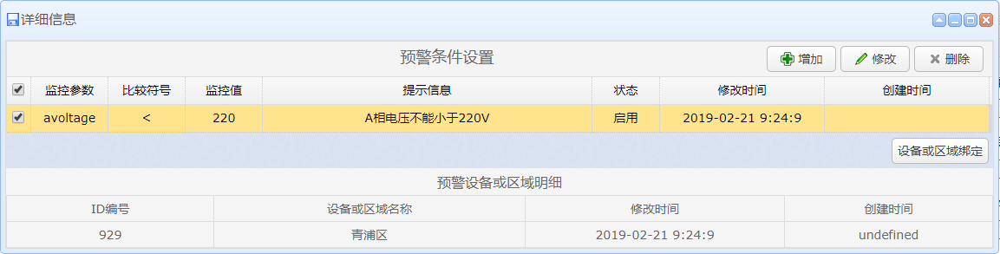 详细信息
预警条件设置 增加 修改 删除
监控参数 比较符号 监控值 提示信息 状态 修改时间 创建时间
avoltage < 220 A相电压不能小于220V 启用 2019-02-21 9:24:9
设备或区域绑定
预警设备或区域明细
ID编号 设备或区域名称 修改时间 创建时间
929 青浦区 2019-02-21 9:24:9 undefined